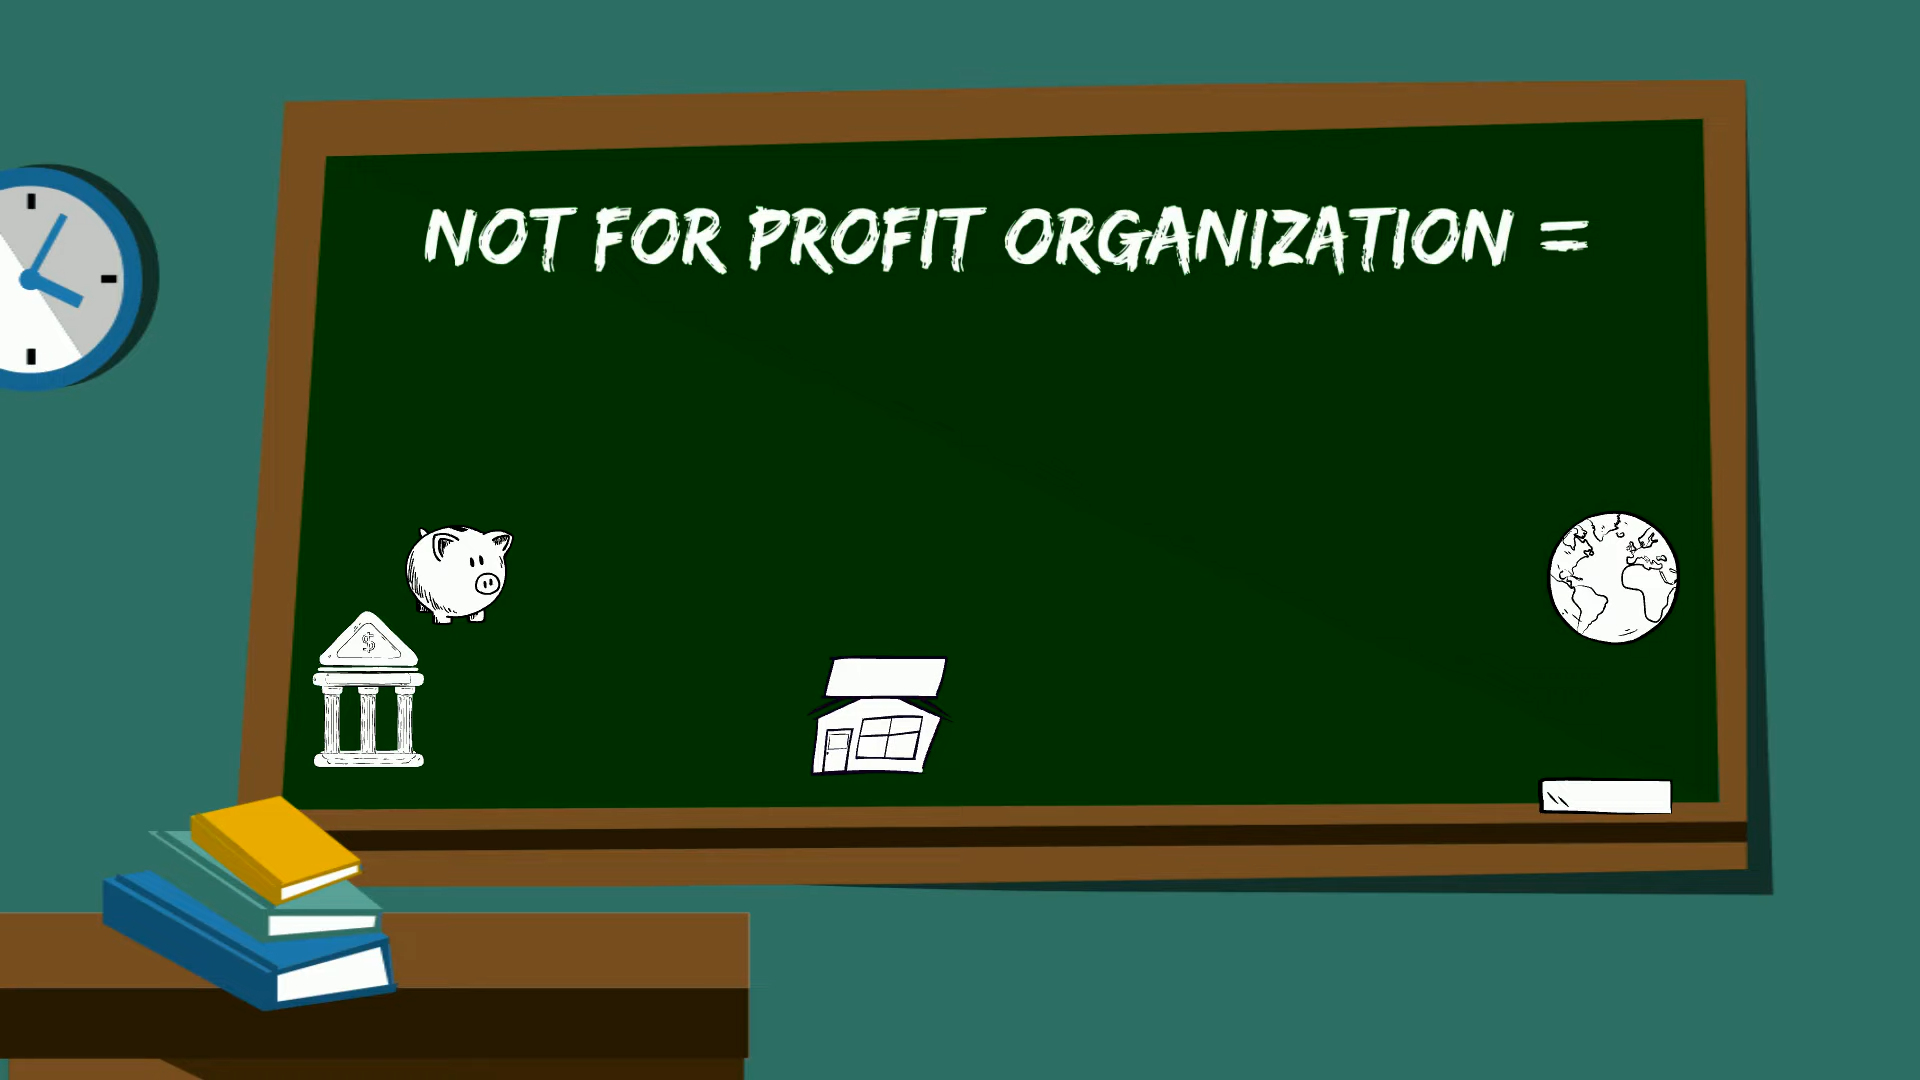 NOT FOR PROFIT ORGANIZATION =
$